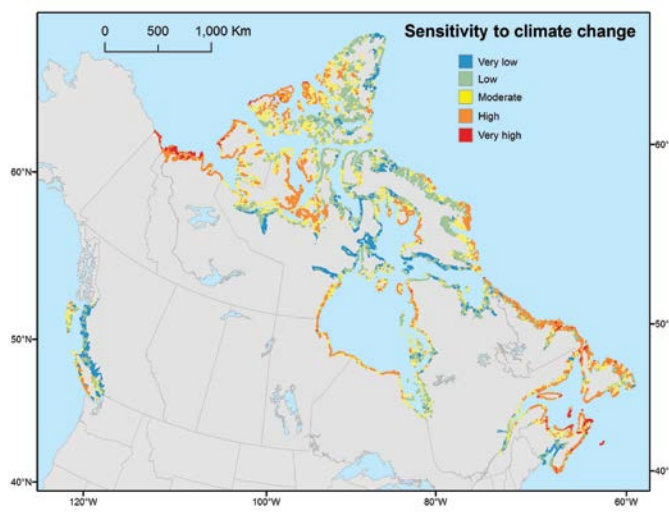 Sensitivity to climate change
0 500 1,000 Km
Very low
Low
Moderate
High
Very high
60°N
60°N
50°N
50°N
40°N
40°N
120°W 100°W 80°W 60°W